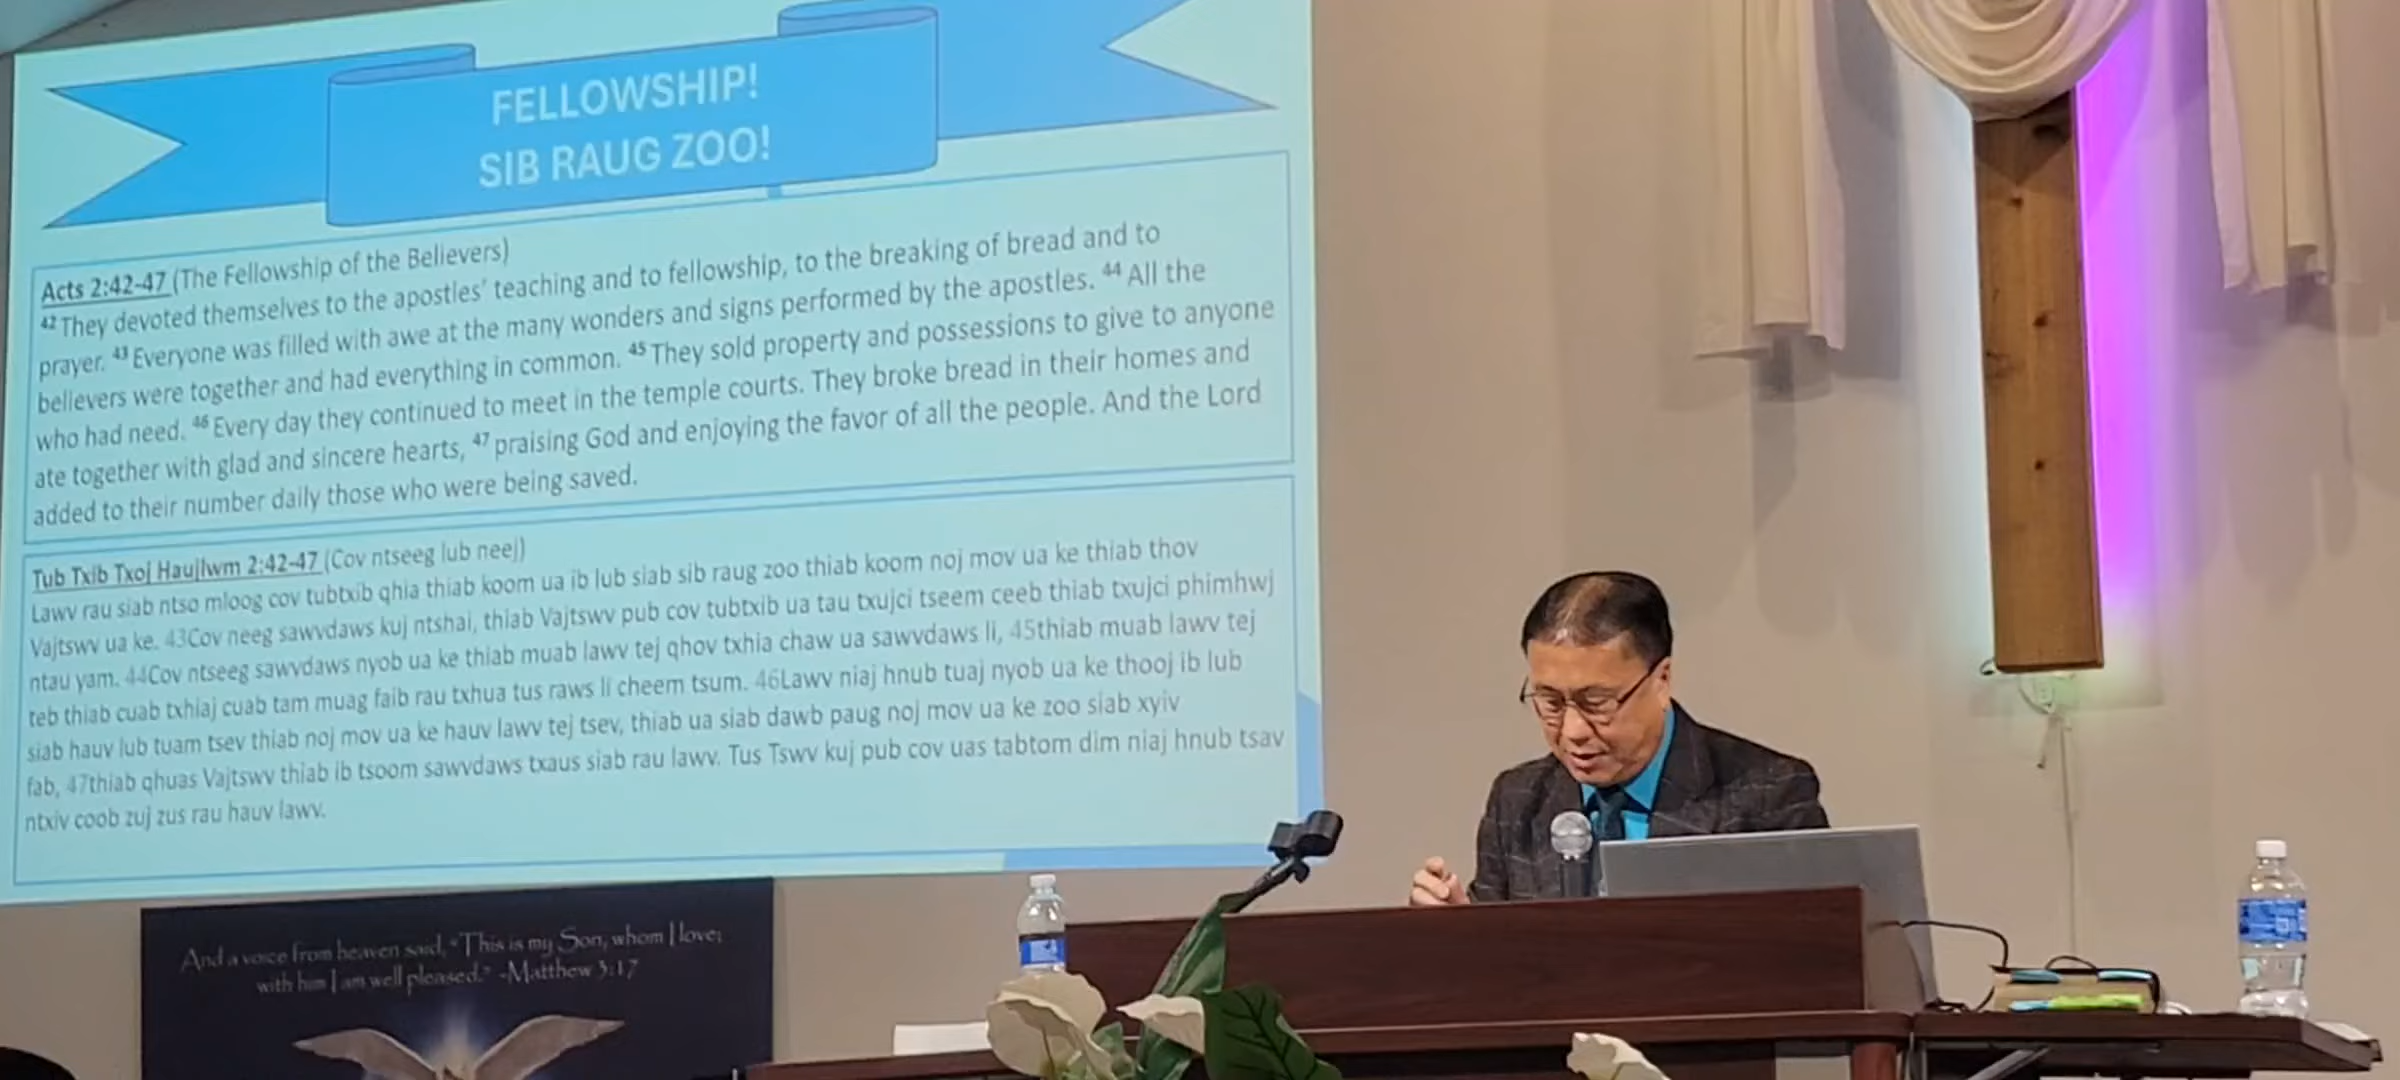 FELLOWSHIP!
SIB RAUG ZOO!
Acts 2:42-47 (The Fellowship of the Believers)
42 They devoted themselves to the apostles' teaching and to fellowship, to the breaking of bread and to
prayer. 43 Everyone was filled with awe at the many wonders and signs performed by the apostles. 44 All the
believers were together and had everything in common. 45 They sold property and possessions to give to anyone
who had need. 46 Every day they continued to meet in the temple courts. They broke bread in their homes and
ate together with glad and sincere hearts, 47 praising God and enjoying the favor of all the people. And the Lord
added to their number daily those who were being saved.
Tub Txib Txoj Haujlwm 2:42-47 (Cov ntseeg lub neej)
Lawv rau siab ntso mloog cov tubtxib qhia thiab koom ua ib lub siab sib raug zoo thiab koom noj mov ua ke thiab thov
Vajtswv ua ke. 43Cov neeg sawvdaws kuj ntshai, thiab Vajtswv pub cov tubtxib ua tau txujci tseem ceeb thiab txujci phimhwj
ntau yam. 44Cov ntseeg sawvdaws nyob ua ke thiab muab lawv tej qhov txhia chaw ua sawvdaws li, 45thiab muab lawv tej
teb thiab cuab txhiaj cuab tam muag faib rau txhua tus raws li cheem tsum. 46Lawv niaj hnub tuaj nyob ua ke thooj ib lub
siab hauv lub tuam tsev thiab noj mov ua ke hauv lawv tej tsev, thiab ua siab dawb paug noj mov ua ke zoo siab xyiv
fab, 47thiab qhuas Vajtswv thiab ib tsoom sawvdaws txaus siab rau lawv. Tus Tswv kuj pub cov uas tabtom dim niaj hnub tsav
ntxiv coob zuj zus rau hauv lawv.
And a voice from heaven said, "This is my Son, whom I love;
with him I am well pleased." -Matthew 3:17